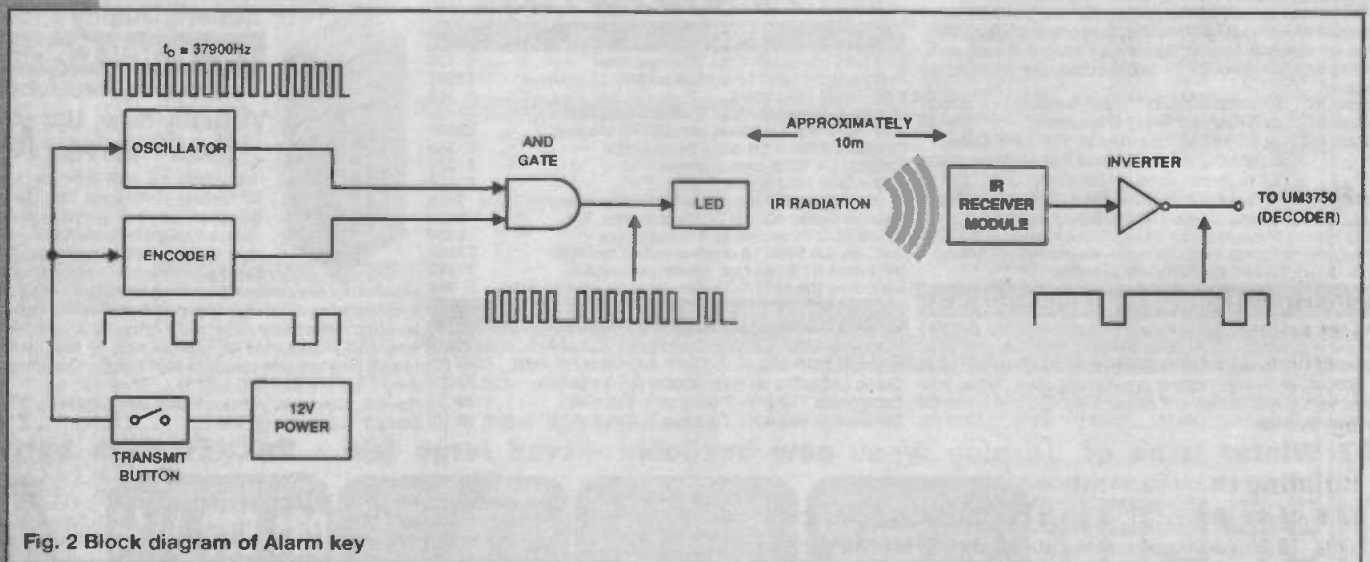 fo = 37900Hz
OSCILLATOR
ENCODER
TRANSMIT
BUTTON
12V
POWER
AND
GATE
LED
APPROXIMATELY
10m
IR RADIATION
IR
RECEIVER
MODULE
INVERTER
TO UM3750
(DECODER)
Fig. 2 Block diagram of Alarm key